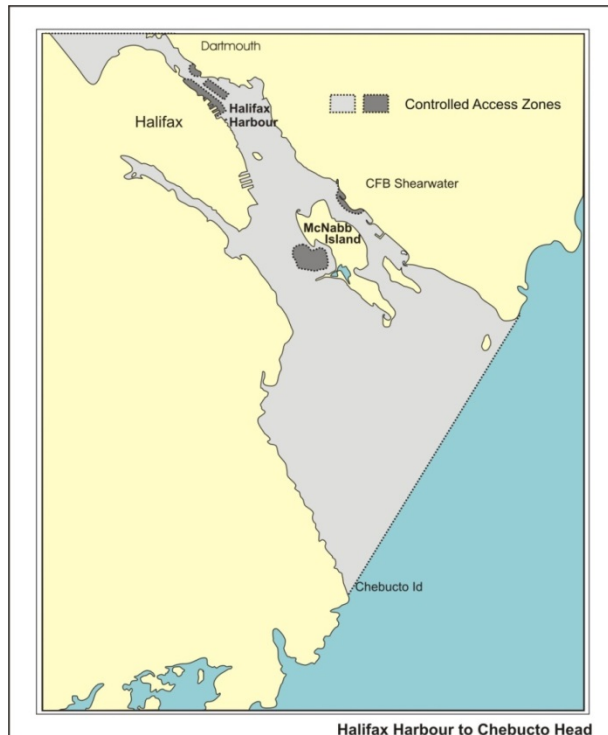 Dartmouth
Halifax
Halifax
Harbour
Controlled Access Zones
CFB Shearwater
McNabb
Island
Chebucto Id
Halifax Harbour to Chebucto Head